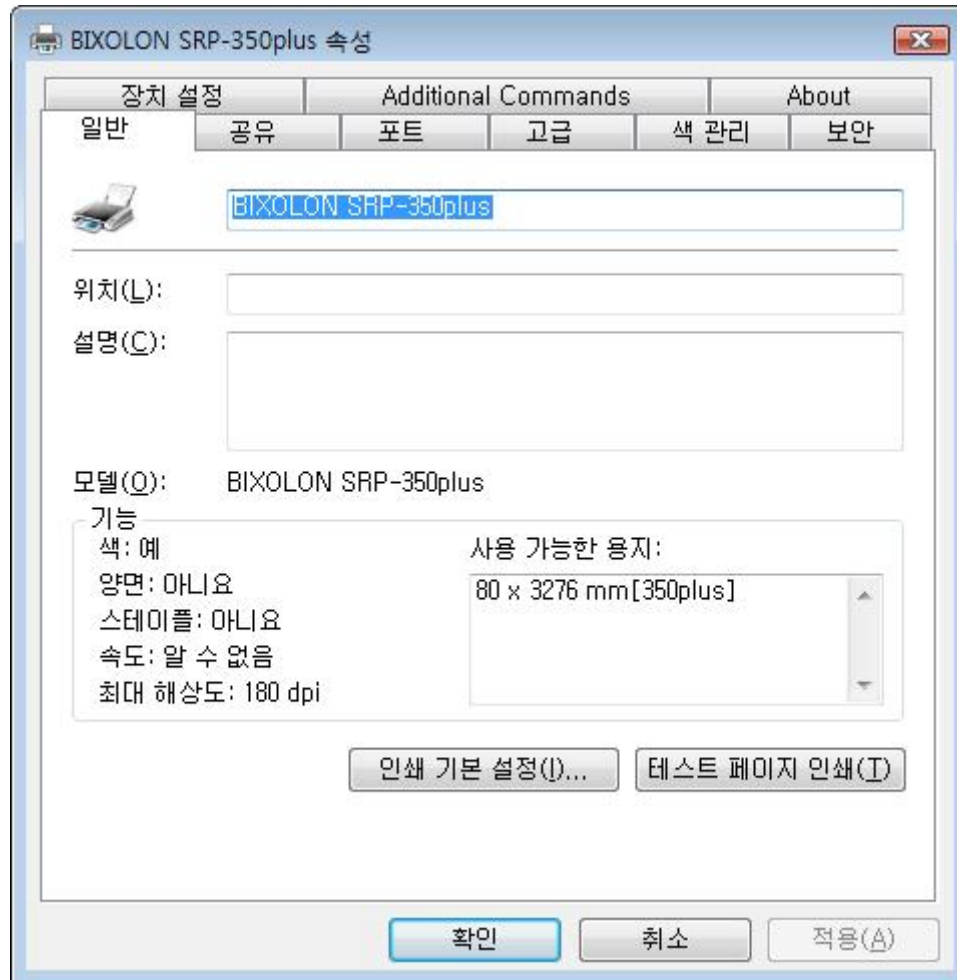 BIXOLON SRP-350plus 속성
장치 설정 Additional Commands About
일반 공유 포트 고급 색 관리 보안
BIXOLON SRP-350plus
위치(L):
설명(C):
모델(O): BIXOLON SRP-350plus
기능
색: 예 사용 가능한 용지:
양면: 아니요 80 x 3276 mm[350plus]
스테이플: 아니요
속도: 알 수 없음
최대 해상도: 180 dpi
인쇄 기본 설정(I)... 테스트 페이지 인쇄(T)
확인 취소 적용(A)